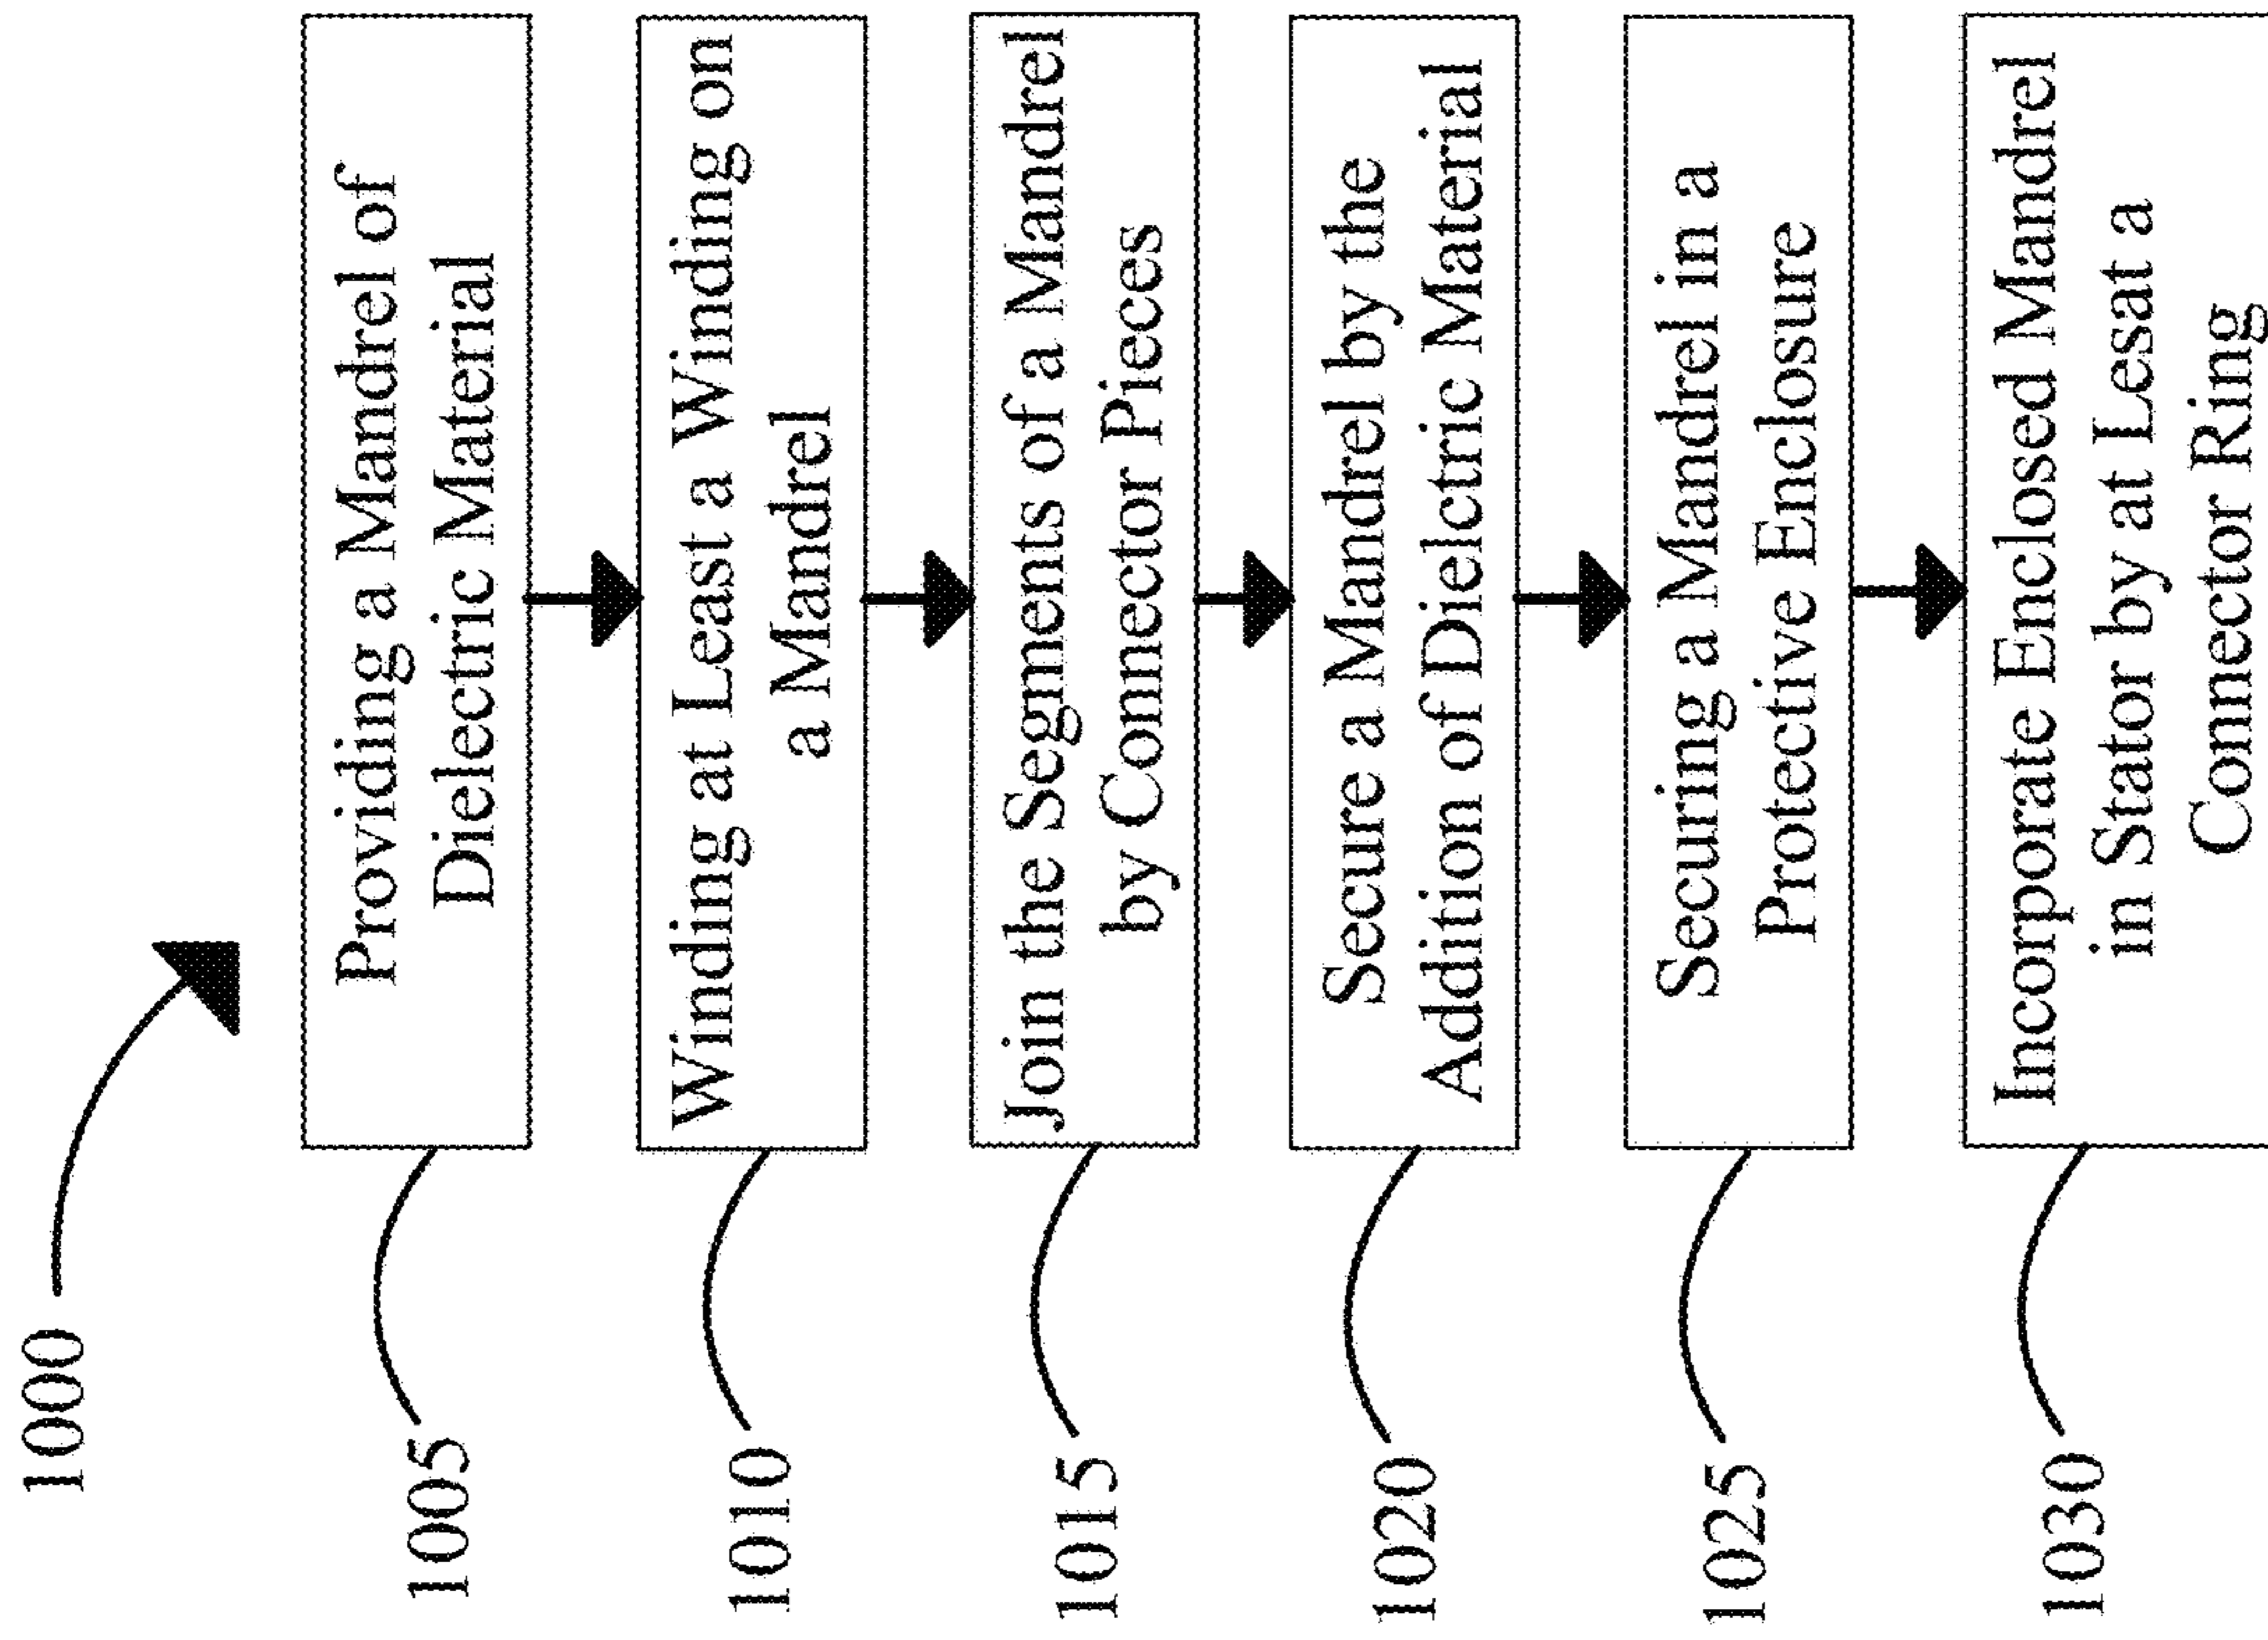 1000
1005
Providing a Mandrel of
Dielectric Material
1010
Winding at Least a Winding on
a Mandrel
1015
Join the Segments of a Mandrel
by Connector Pieces
1020
Secure a Mandrel by the
Addition of Dielctric Material
1025
Securing a Mandrel in a
Protective Enclosure
1030
Incorporate Enclosed Mandrel
in Stator by at Lesat a
Connector Ring